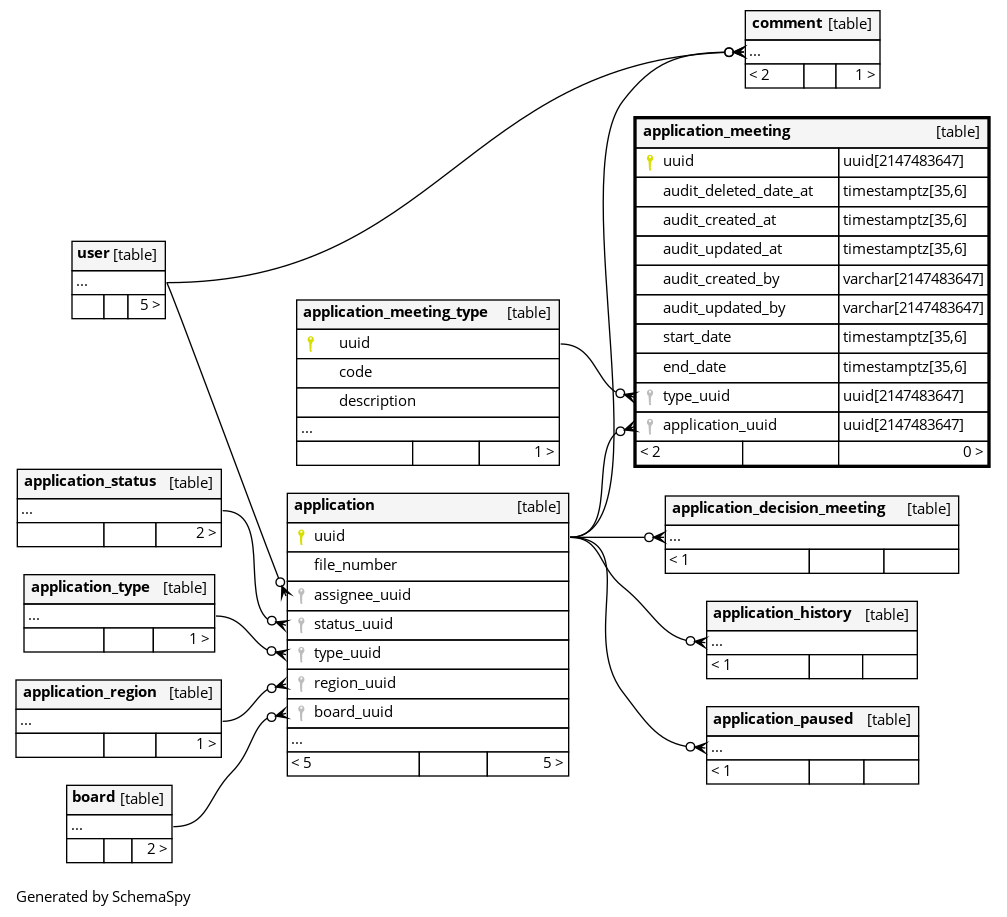 comment [table]
...
< 2 1 >
application_meeting [table]
uuid uuid[2147483647]
audit_deleted_date_at timestamptz[35,6]
audit_created_at timestamptz[35,6]
audit_updated_at timestamptz[35,6]
audit_created_by varchar[2147483647]
audit_updated_by varchar[2147483647]
start_date timestamptz[35,6]
end_date timestamptz[35,6]
type_uuid uuid[2147483647]
application_uuid uuid[2147483647]
< 2 0 >
user [table]
...
5 >
application_meeting_type [table]
uuid
code
description
...
1 >
application_status [table]
...
2 >
application_type [table]
...
1 >
application_region [table]
...
1 >
board [table]
...
2 >
application [table]
uuid
file_number
assignee_uuid
status_uuid
type_uuid
region_uuid
board_uuid
...
< 5 5 >
application_decision_meeting [table]
...
< 1
application_history [table]
...
< 1
application_paused [table]
...
< 1
Generated by SchemaSpy